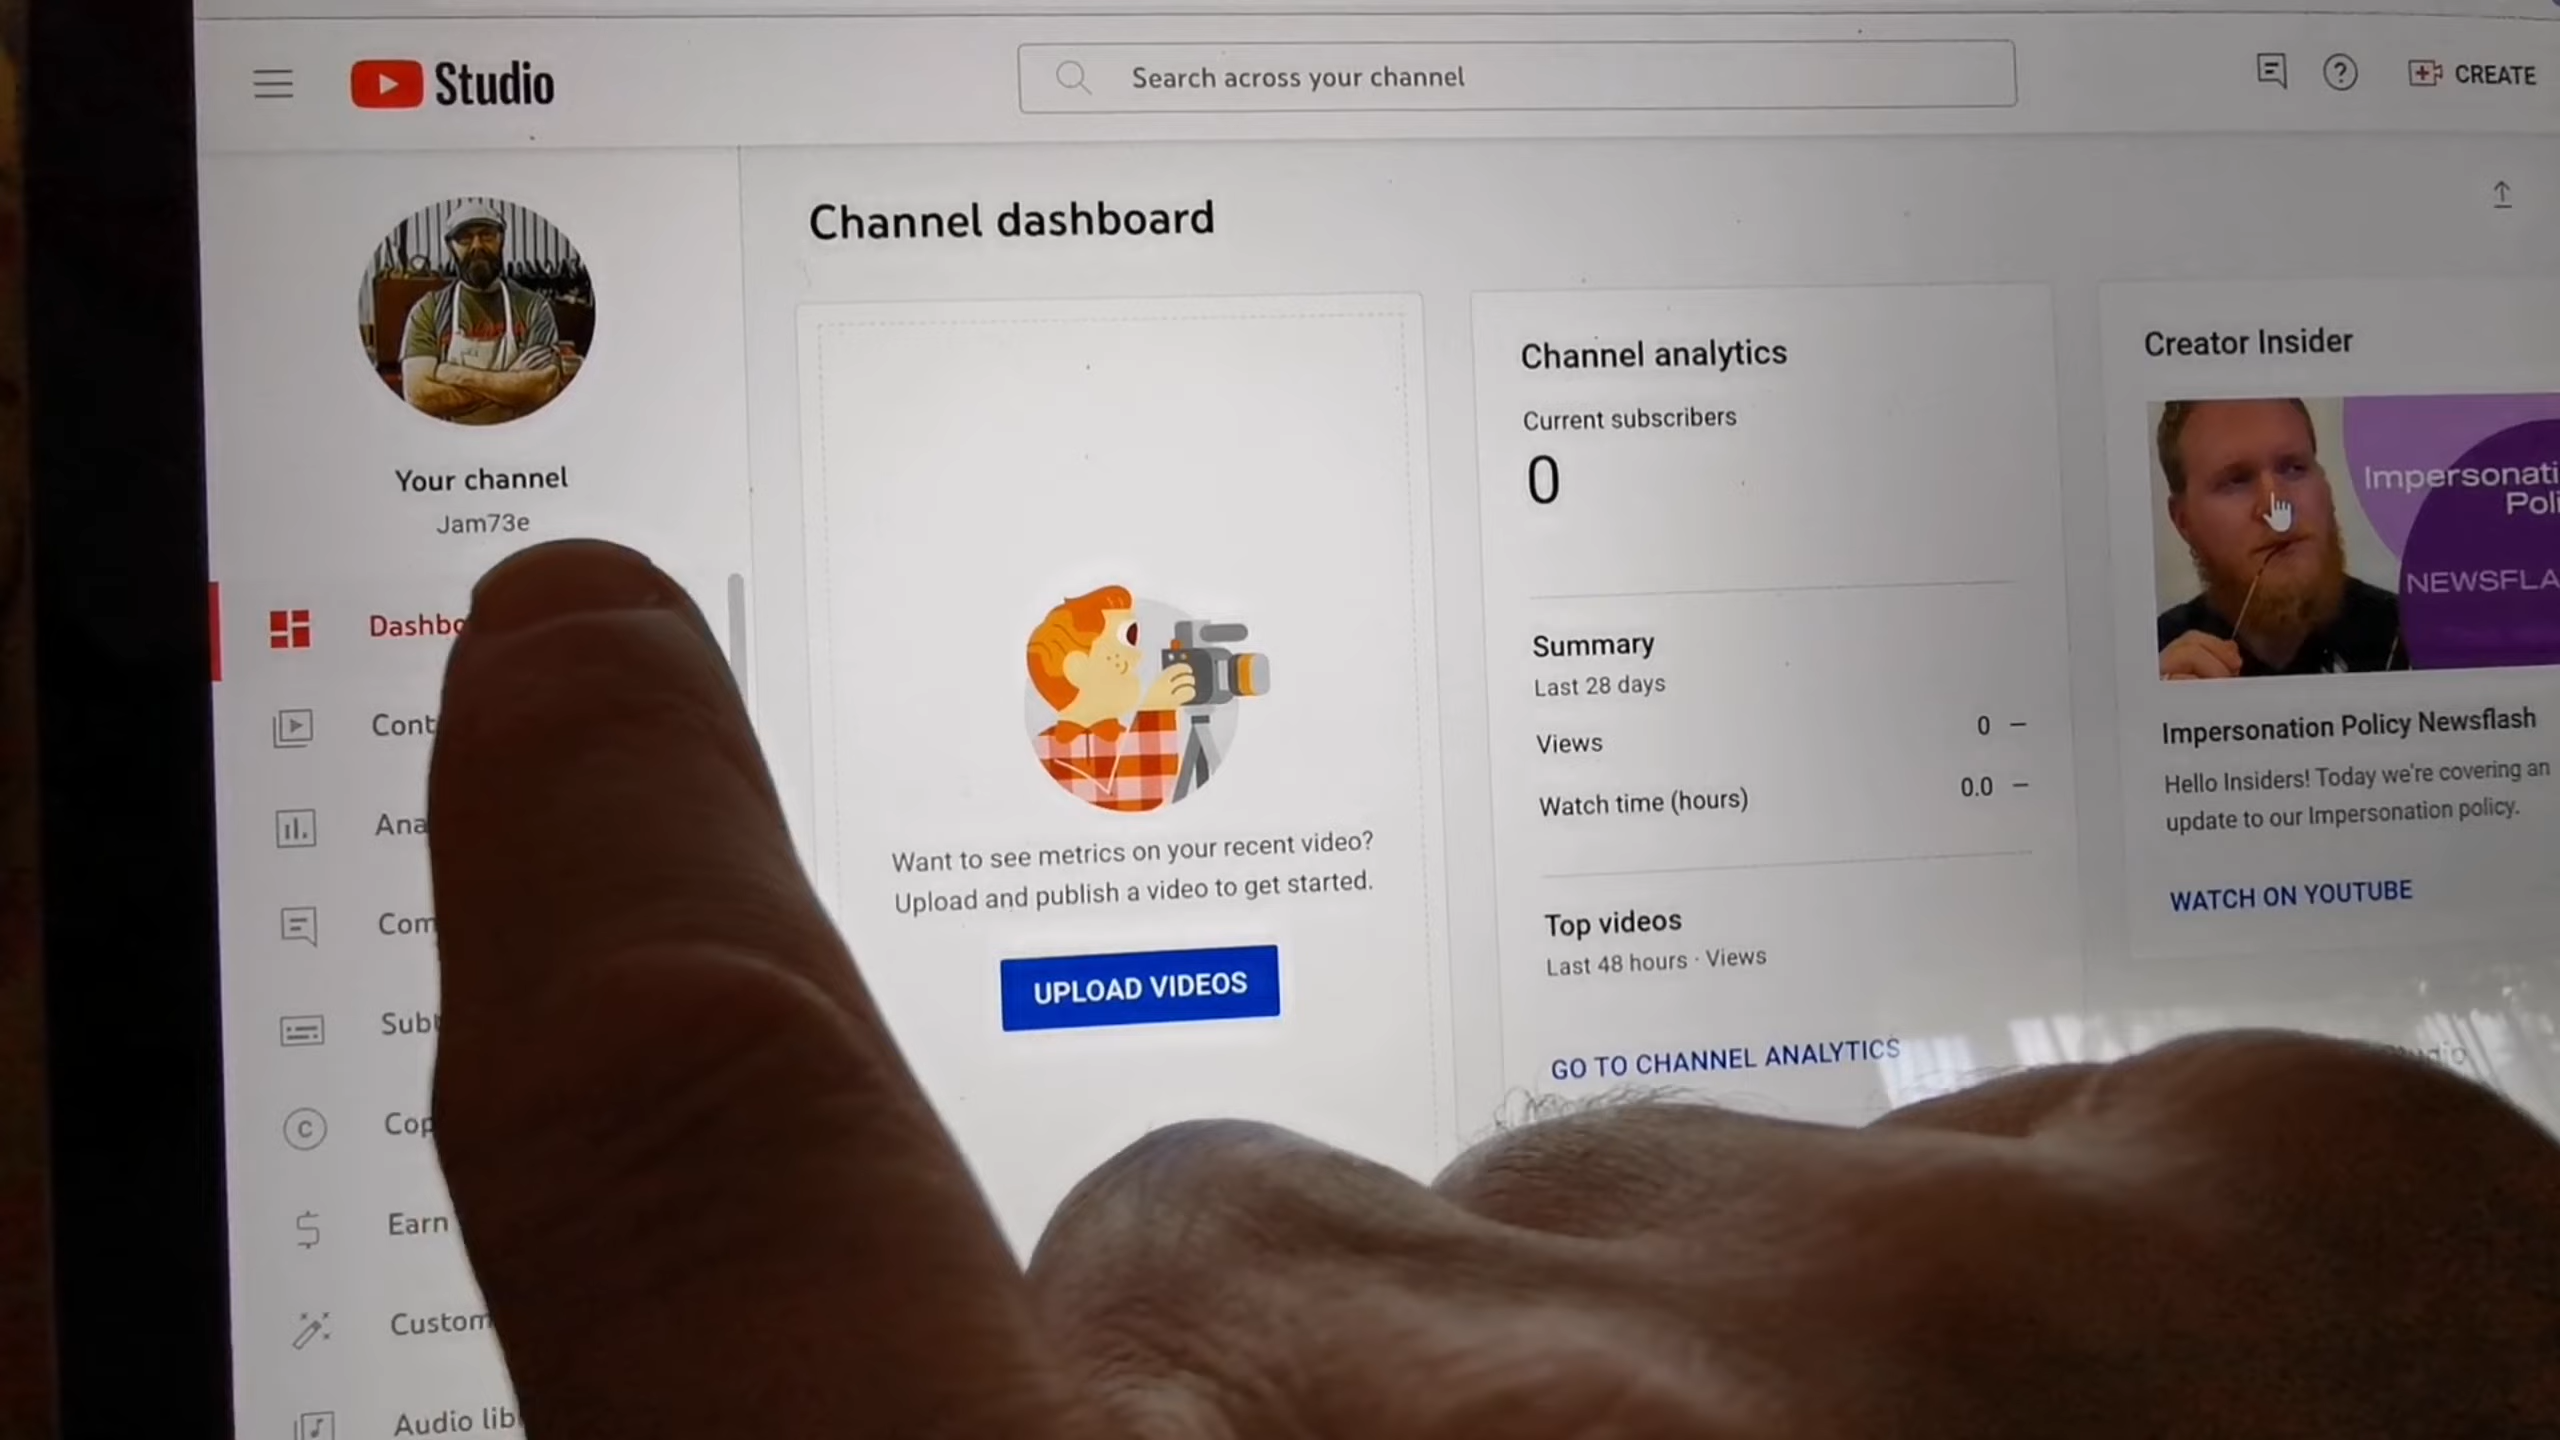 Studio
Search across your channel
CREATE
Your channel
Jam73e
Dashbo
Cont
Ana
Com
Subt
Cop
Earn
Custom
Audio lib
Channel dashboard
Want to see metrics on your recent video?
Upload and publish a video to get started.
UPLOAD VIDEOS
Channel analytics
Current subscribers
0
Summary
Last 28 days
Views 0 —
Watch time (hours) 0.0 —
Top videos
Last 48 hours · Views
GO TO CHANNEL ANALYTICS
Creator Insider
Impersonati
Poli
NEWSFLA
Impersonation Policy Newsflash
Hello Insiders! Today we're covering an
update to our Impersonation policy.
WATCH ON YOUTUBE